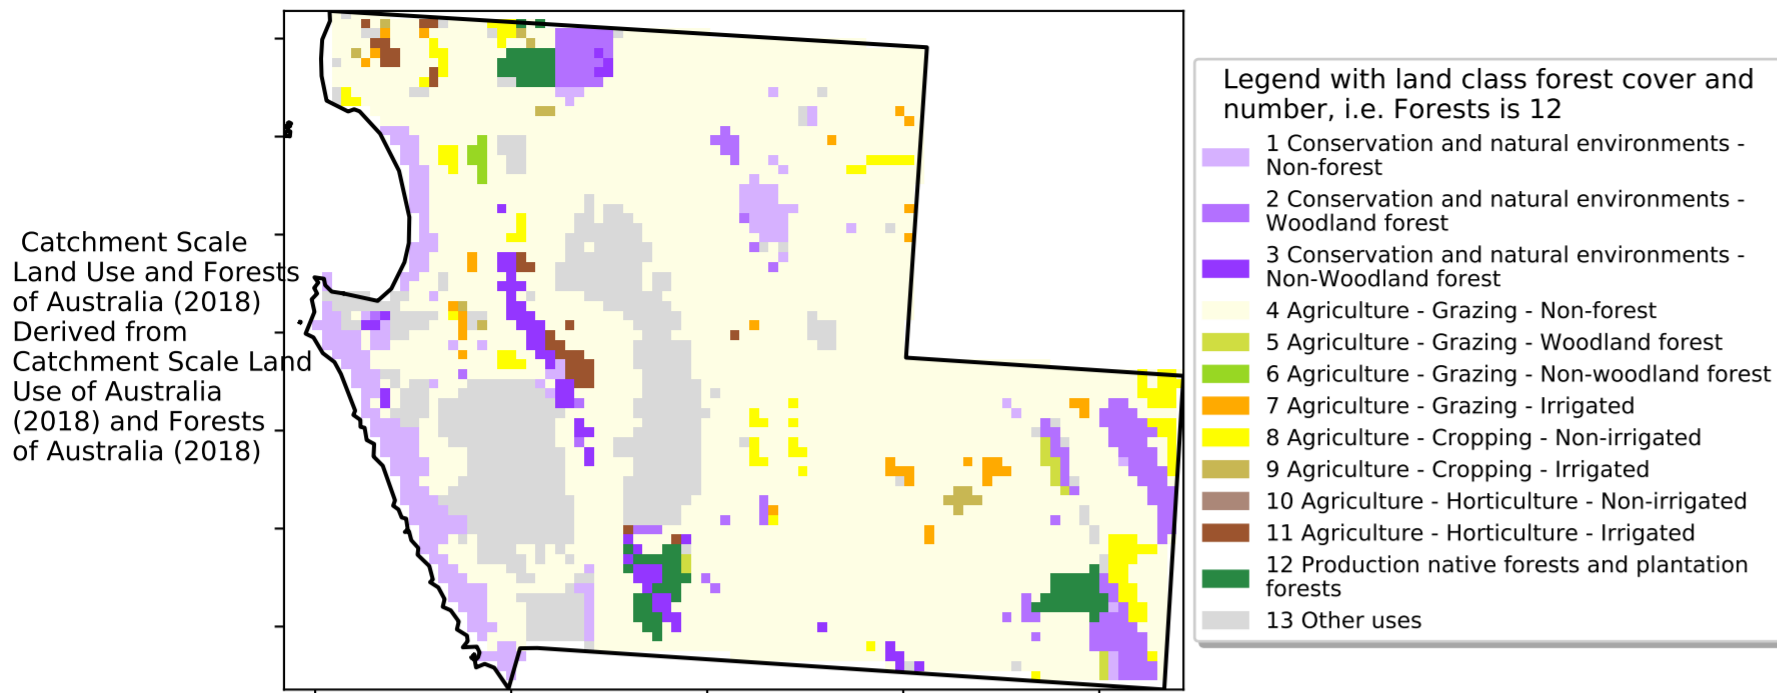 Catchment Scale
Land Use and Forests
of Australia (2018)
Derived from
Catchment Scale Land
Use of Australia
(2018) and Forests
of Australia (2018)
Legend with land class forest cover and
number, i.e. Forests is 12
1 Conservation and natural environments -
Non-forest
2 Conservation and natural environments -
Woodland forest
3 Conservation and natural environments -
Non-Woodland forest
4 Agriculture - Grazing - Non-forest
5 Agriculture - Grazing - Woodland forest
6 Agriculture - Grazing - Non-woodland forest
7 Agriculture - Grazing - Irrigated
8 Agriculture - Cropping - Non-irrigated
9 Agriculture - Cropping - Irrigated
10 Agriculture - Horticulture - Non-irrigated
11 Agriculture - Horticulture - Irrigated
12 Production native forests and plantation
forests
13 Other uses